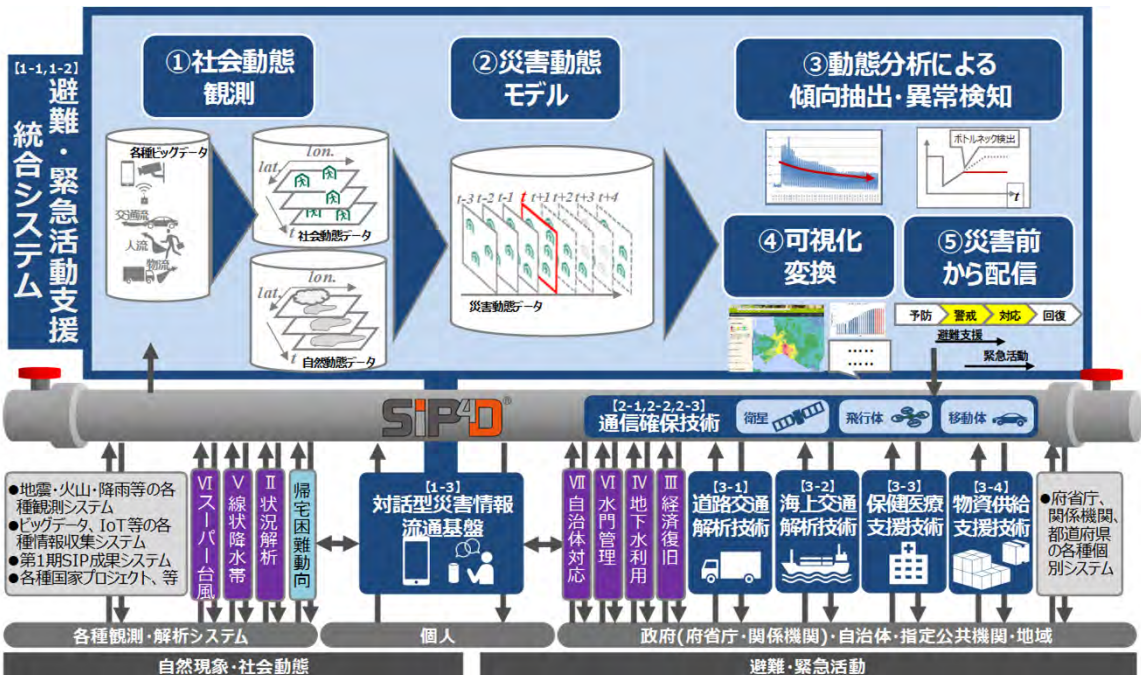 【1-1,1-2】
避難・緊急活動支援
統合システム
①社会動態
観測
②災害動態
モデル
③動態分析による
傾向抽出・異常検知
各種ビッグデータ
交通流
人流
物流
lon.
lat.
t
社会動態データ
lon.
lat.
t
自然動態データ
t-3 t-2 t-1 t t+1 t+2 t+3 t+4
災害動態データ
ボトルネック検出
t
④可視化
変換
⑤災害前
から配信
予防 警戒 対応 回復
避難支援
緊急活動
SIP4D®
【2-1,2-2,2-3】
通信確保技術
衛星
飛行体
移動体
●地震・火山・降雨等の各
種観測システム
●ビッグデータ、IoT等の各
種情報収集システム
●第1期SIP成果システム
●各種国家プロジェクト、等
Ⅵスーパー台風
Ⅴ線状降水帯
Ⅱ状況解析
帰宅困難動向
【1-3】
対話型災害情報
流通基盤
Ⅶ自治体対応
Ⅵ水門管理
Ⅳ地下水利用
Ⅲ経済復旧
【3-1】
道路交通
解析技術
【3-2】
海上交通
解析技術
【3-3】
保健医療
支援技術
【3-4】
物資供給
支援技術
●府省庁、
関係機関、
都道府県
の各種個
別システム
各種観測・解析システム
個人
政府(府省庁・関係機関)・自治体・指定公共機関・地域
自然現象・社会動態
避難・緊急活動